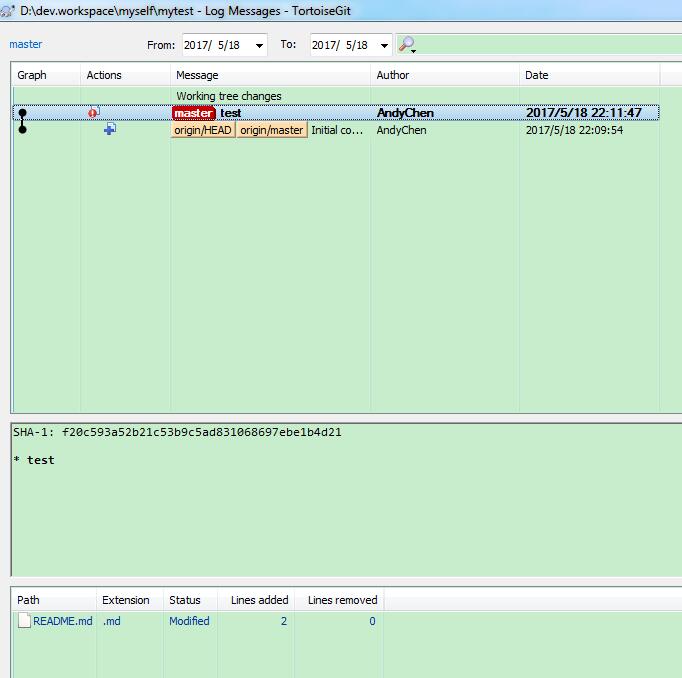 D:\dev.workspace\myself\mytest - Log Messages - TortoiseGit
master From: 2017/ 5/18 To: 2017/ 5/18
Graph Actions Message Author Date
Working tree changes
master test AndyChen 2017/5/18 22:11:47
origin/HEAD origin/master Initial co... AndyChen 2017/5/18 22:09:54
SHA-1: f20c593a52b21c53b9c5ad831068697ebe1b4d21
* test
Path Extension Status Lines added Lines removed
README.md .md Modified 2 0